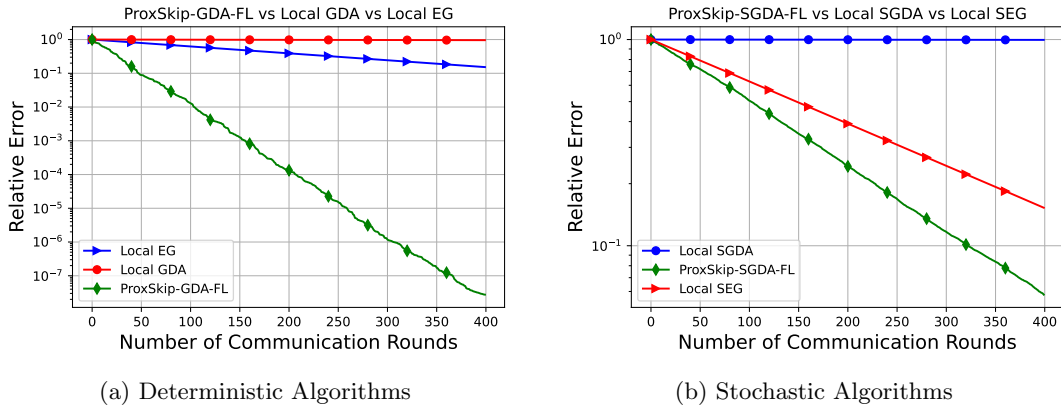 ProxSkip-GDA-FL vs Local GDA vs Local EG
10⁰
10⁻¹
10⁻²
10⁻³
10⁻⁴
10⁻⁵
10⁻⁶
10⁻⁷
Relative Error
Local EG
Local GDA
ProxSkip-GDA-FL
0 50 100 150 200 250 300 350 400
Number of Communication Rounds
(a) Deterministic Algorithms
ProxSkip-SGDA-FL vs Local SGDA vs Local SEG
10⁰
10⁻¹
Relative Error
Local SGDA
ProxSkip-SGDA-FL
Local SEG
0 50 100 150 200 250 300 350 400
Number of Communication Rounds
(b) Stochastic Algorithms